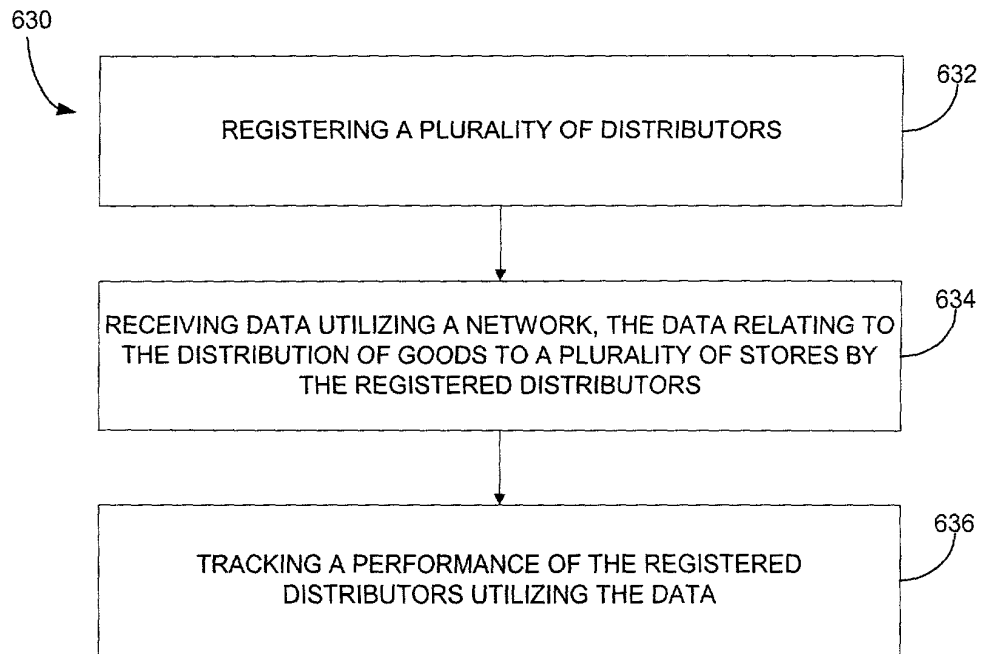 630
632
REGISTERING A PLURALITY OF DISTRIBUTORS
634
RECEIVING DATA UTILIZING A NETWORK, THE DATA RELATING TO
THE DISTRIBUTION OF GOODS TO A PLURALITY OF STORES BY
THE REGISTERED DISTRIBUTORS
636
TRACKING A PERFORMANCE OF THE REGISTERED
DISTRIBUTORS UTILIZING THE DATA